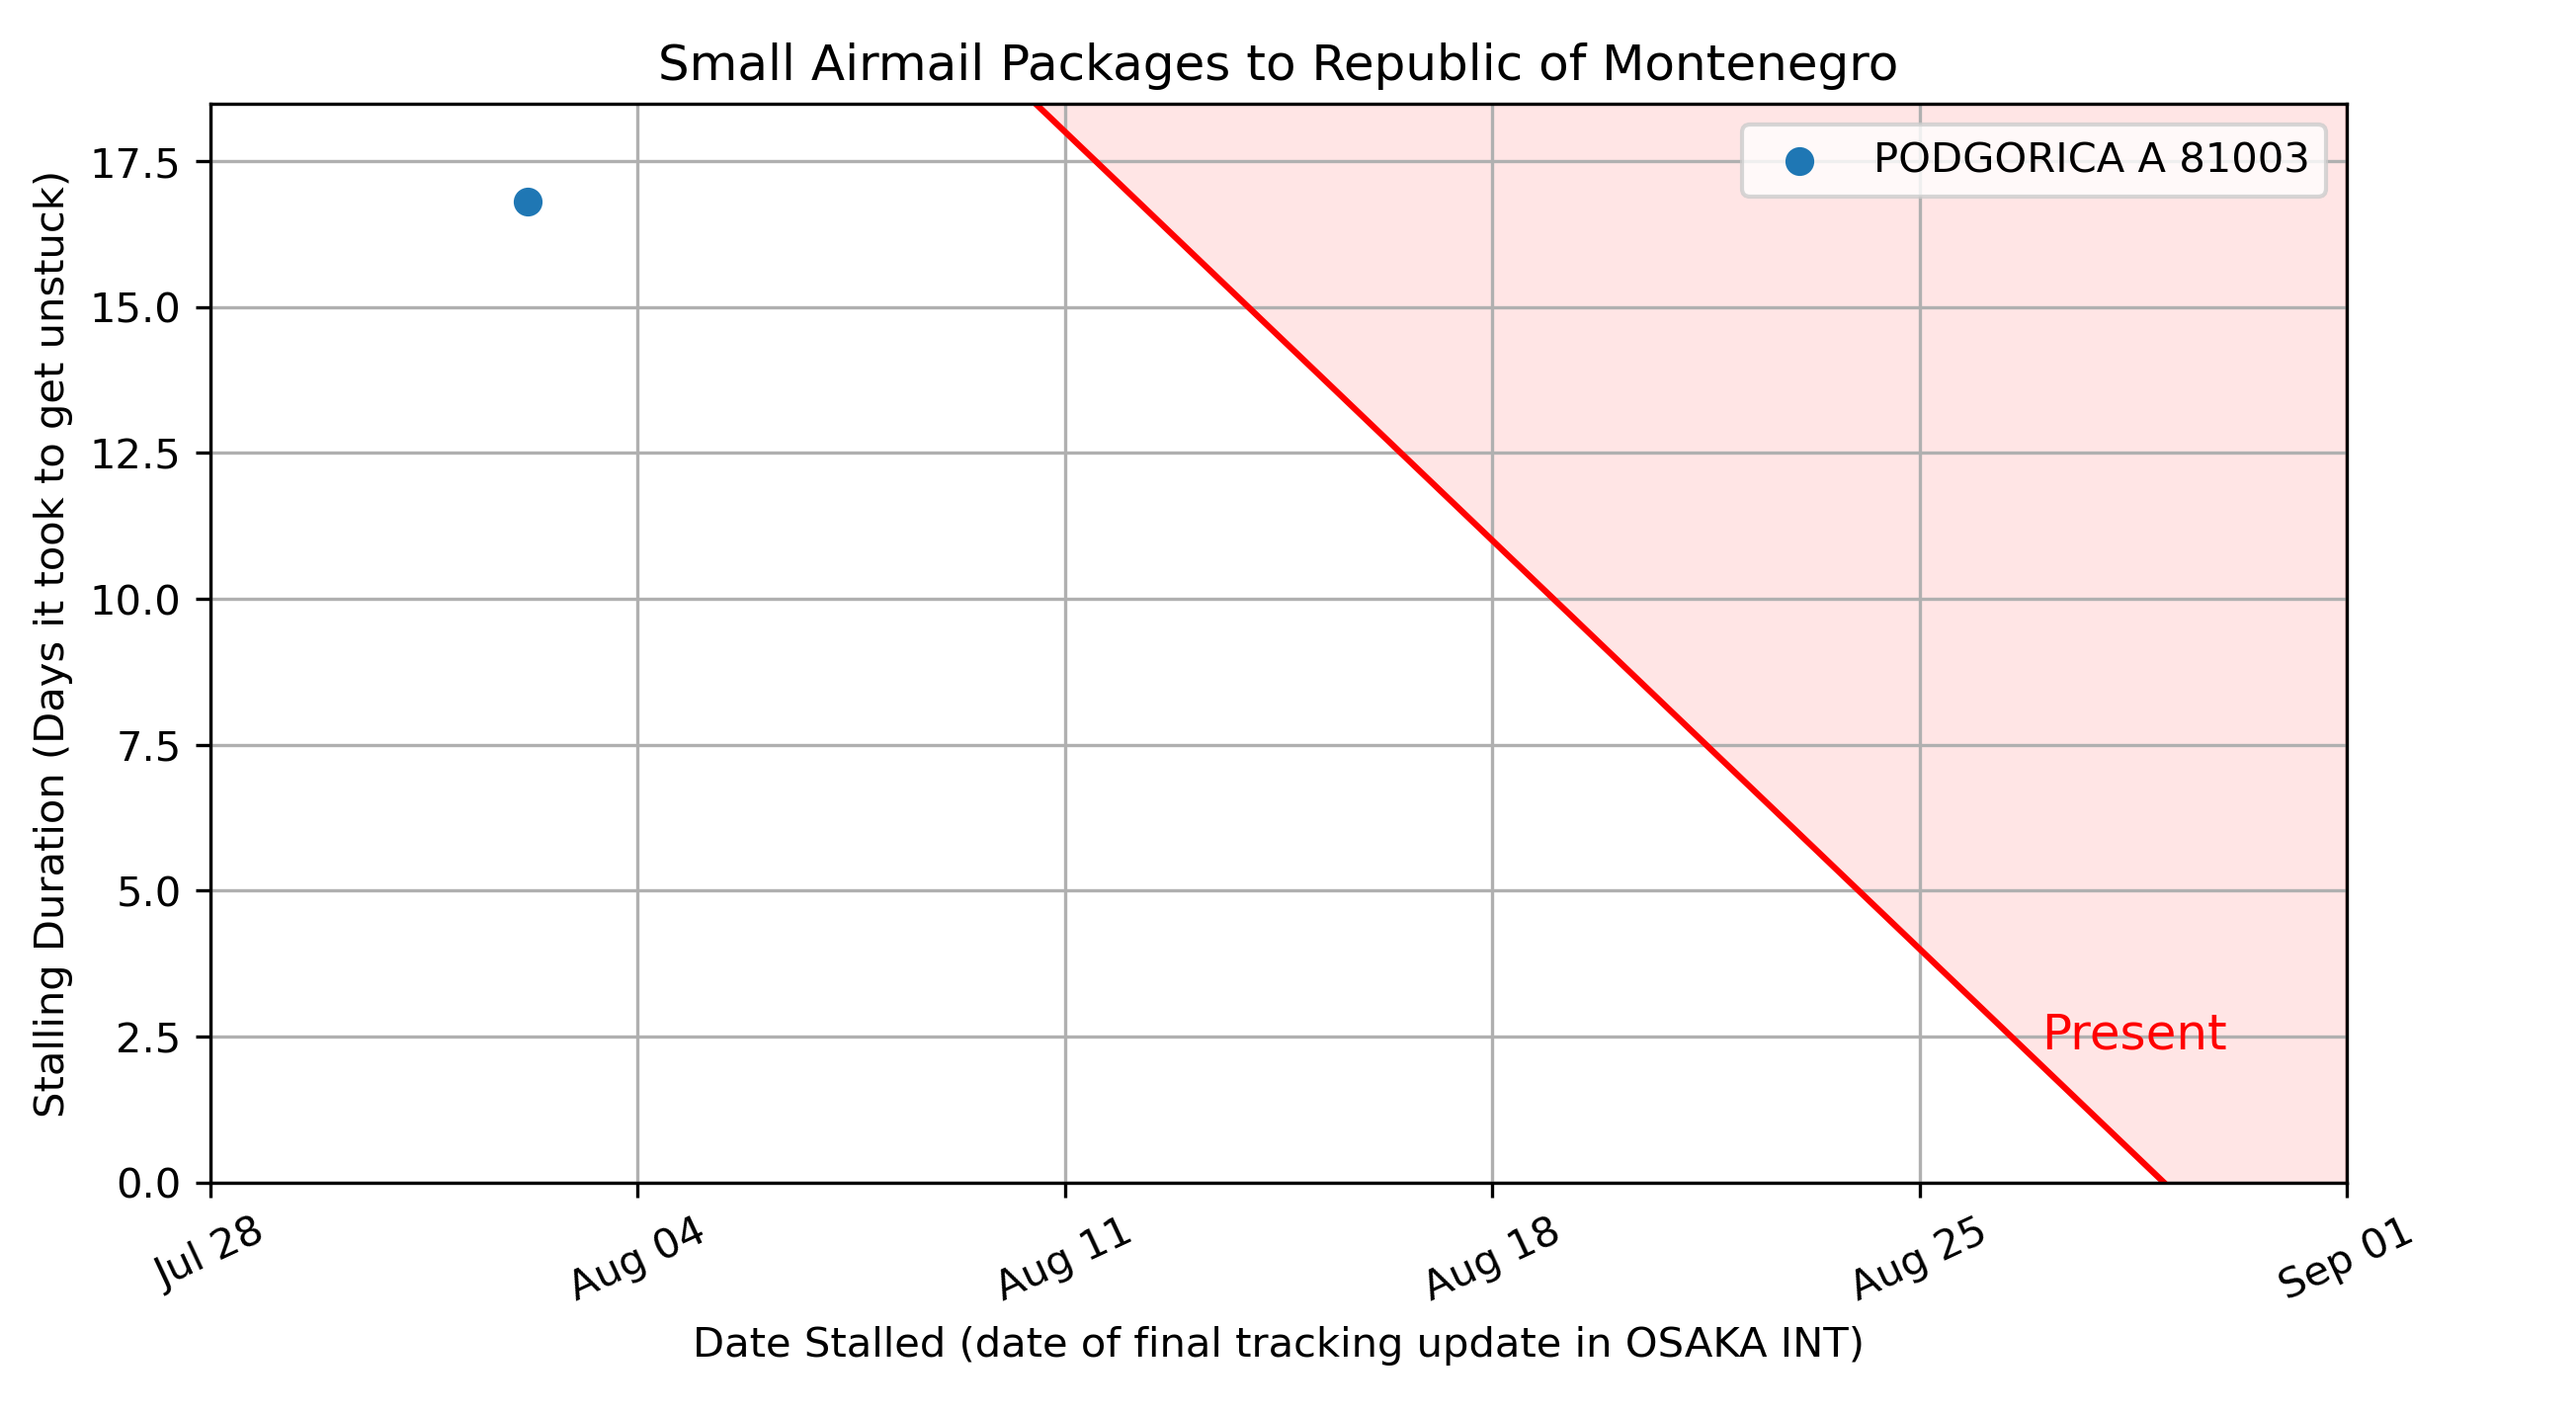 Small Airmail Packages to Republic of Montenegro
PODGORICA A 81003
Stalling Duration (Days it took to get unstuck)
17.5
15.0
12.5
10.0
7.5
5.0
2.5
0.0
Present
Jul 28
Aug 04
Aug 11
Aug 18
Aug 25
Sep 01
Date Stalled (date of final tracking update in OSAKA INT)